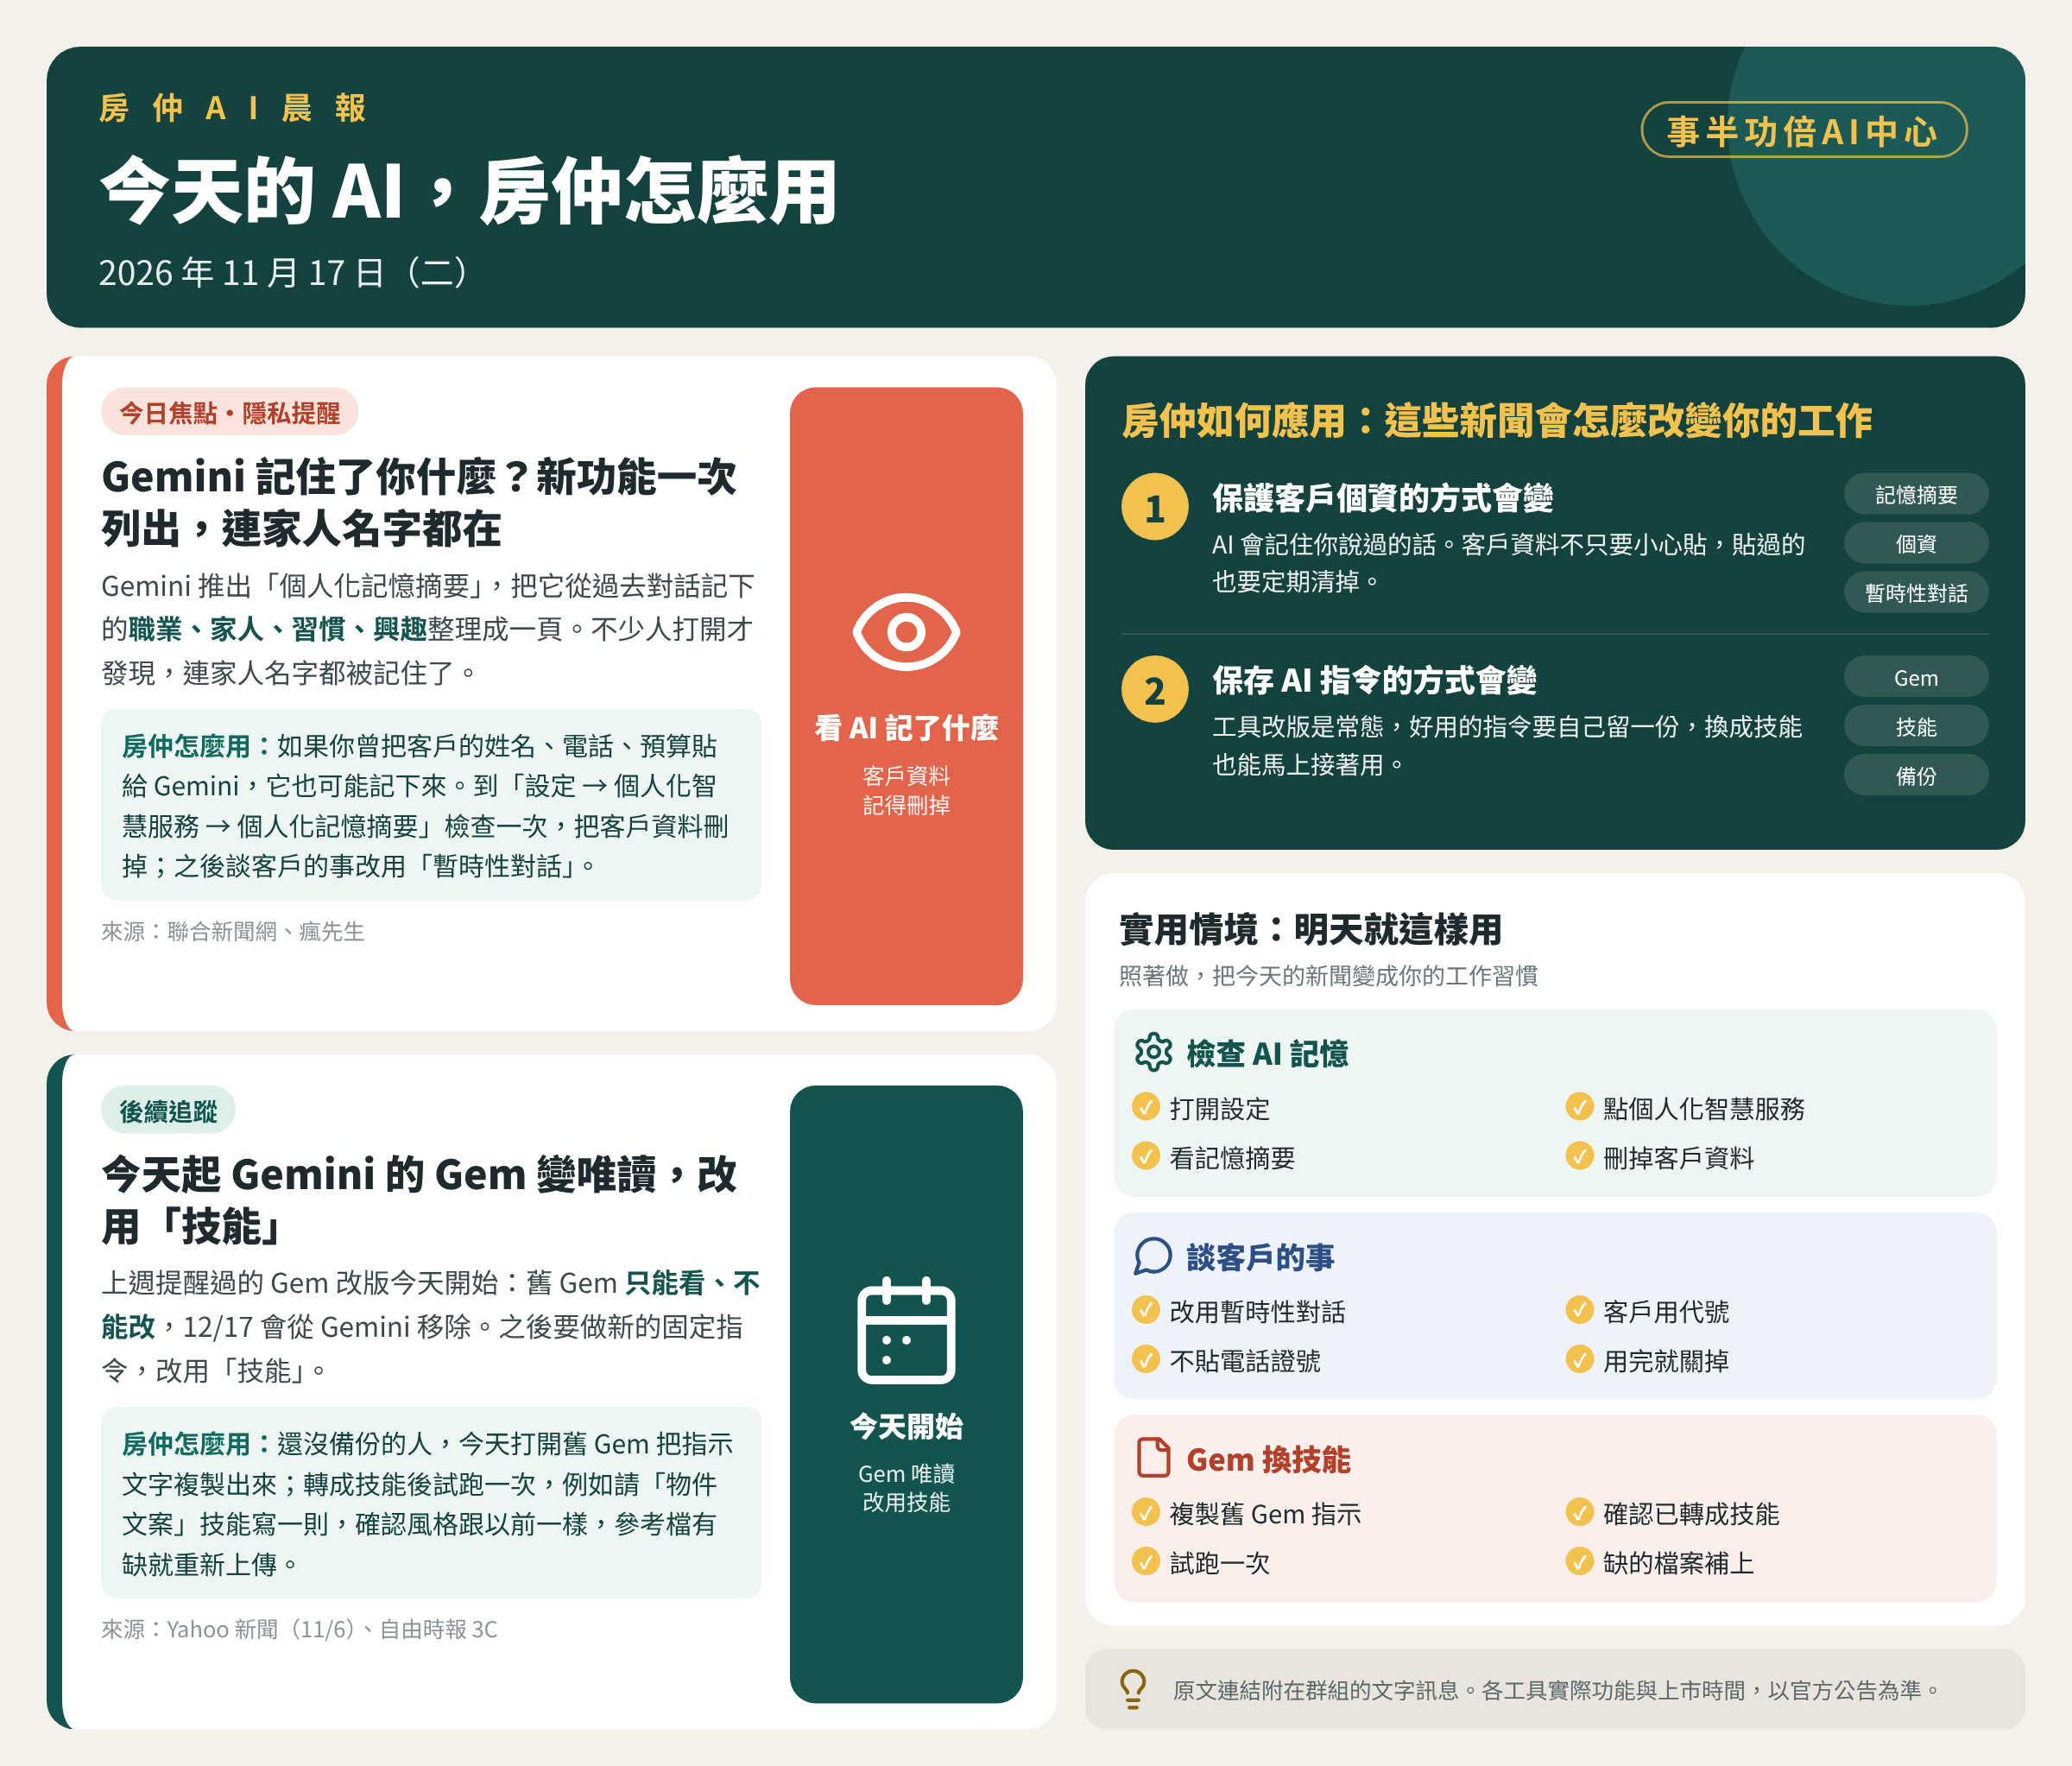 房仲AI晨報
今天的 AI，房仲怎麼用
2026 年 11 月 17 日（二）
事半功倍AI中心
今日焦點・隱私提醒
Gemini 記住了你什麼？新功能一次
列出，連家人名字都在
Gemini 推出「個人化記憶摘要」，把它從過去對話記下
的職業、家人、習慣、興趣整理成一頁。不少人打開才
發現，連家人名字都被記住了。
房仲怎麼用：如果你曾把客戶的姓名、電話、預算貼
給 Gemini，它也可能記下來。到「設定 → 個人化智
慧服務 → 個人化記憶摘要」檢查一次，把客戶資料刪
掉；之後談客戶的事改用「暫時性對話」。
來源：聯合新聞網、瘋先生
看 AI 記了什麼
客戶資料
記得刪掉
後續追蹤
今天起 Gemini 的 Gem 變唯讀，改
用「技能」
上週提醒過的 Gem 改版今天開始：舊 Gem 只能看、不
能改，12/17 會從 Gemini 移除。之後要做新的固定指
令，改用「技能」。
房仲怎麼用：還沒備份的人，今天打開舊 Gem 把指示
文字複製出來；轉成技能後試跑一次，例如請「物件
文案」技能寫一則，確認風格跟以前一樣，參考檔有
缺就重新上傳。
來源：Yahoo 新聞（11/6）、自由時報 3C
今天開始
Gem 唯讀
改用技能
房仲如何應用：這些新聞會怎麼改變你的工作
1
保護客戶個資的方式會變
AI 會記住你說過的話。客戶資料不只要小心貼，貼過的
也要定期清掉。
記憶摘要
個資
暫時性對話
2
保存 AI 指令的方式會變
工具改版是常態，好用的指令要自己留一份，換成技能
也能馬上接著用。
Gem
技能
備份
實用情境：明天就這樣用
照著做，把今天的新聞變成你的工作習慣
檢查 AI 記憶
打開設定
點個人化智慧服務
看記憶摘要
刪掉客戶資料
談客戶的事
改用暫時性對話
客戶用代號
不貼電話證號
用完就關掉
Gem 換技能
複製舊 Gem 指示
確認已轉成技能
試跑一次
缺的檔案補上
原文連結附在群組的文字訊息。各工具實際功能與上市時間，以官方公告為準。